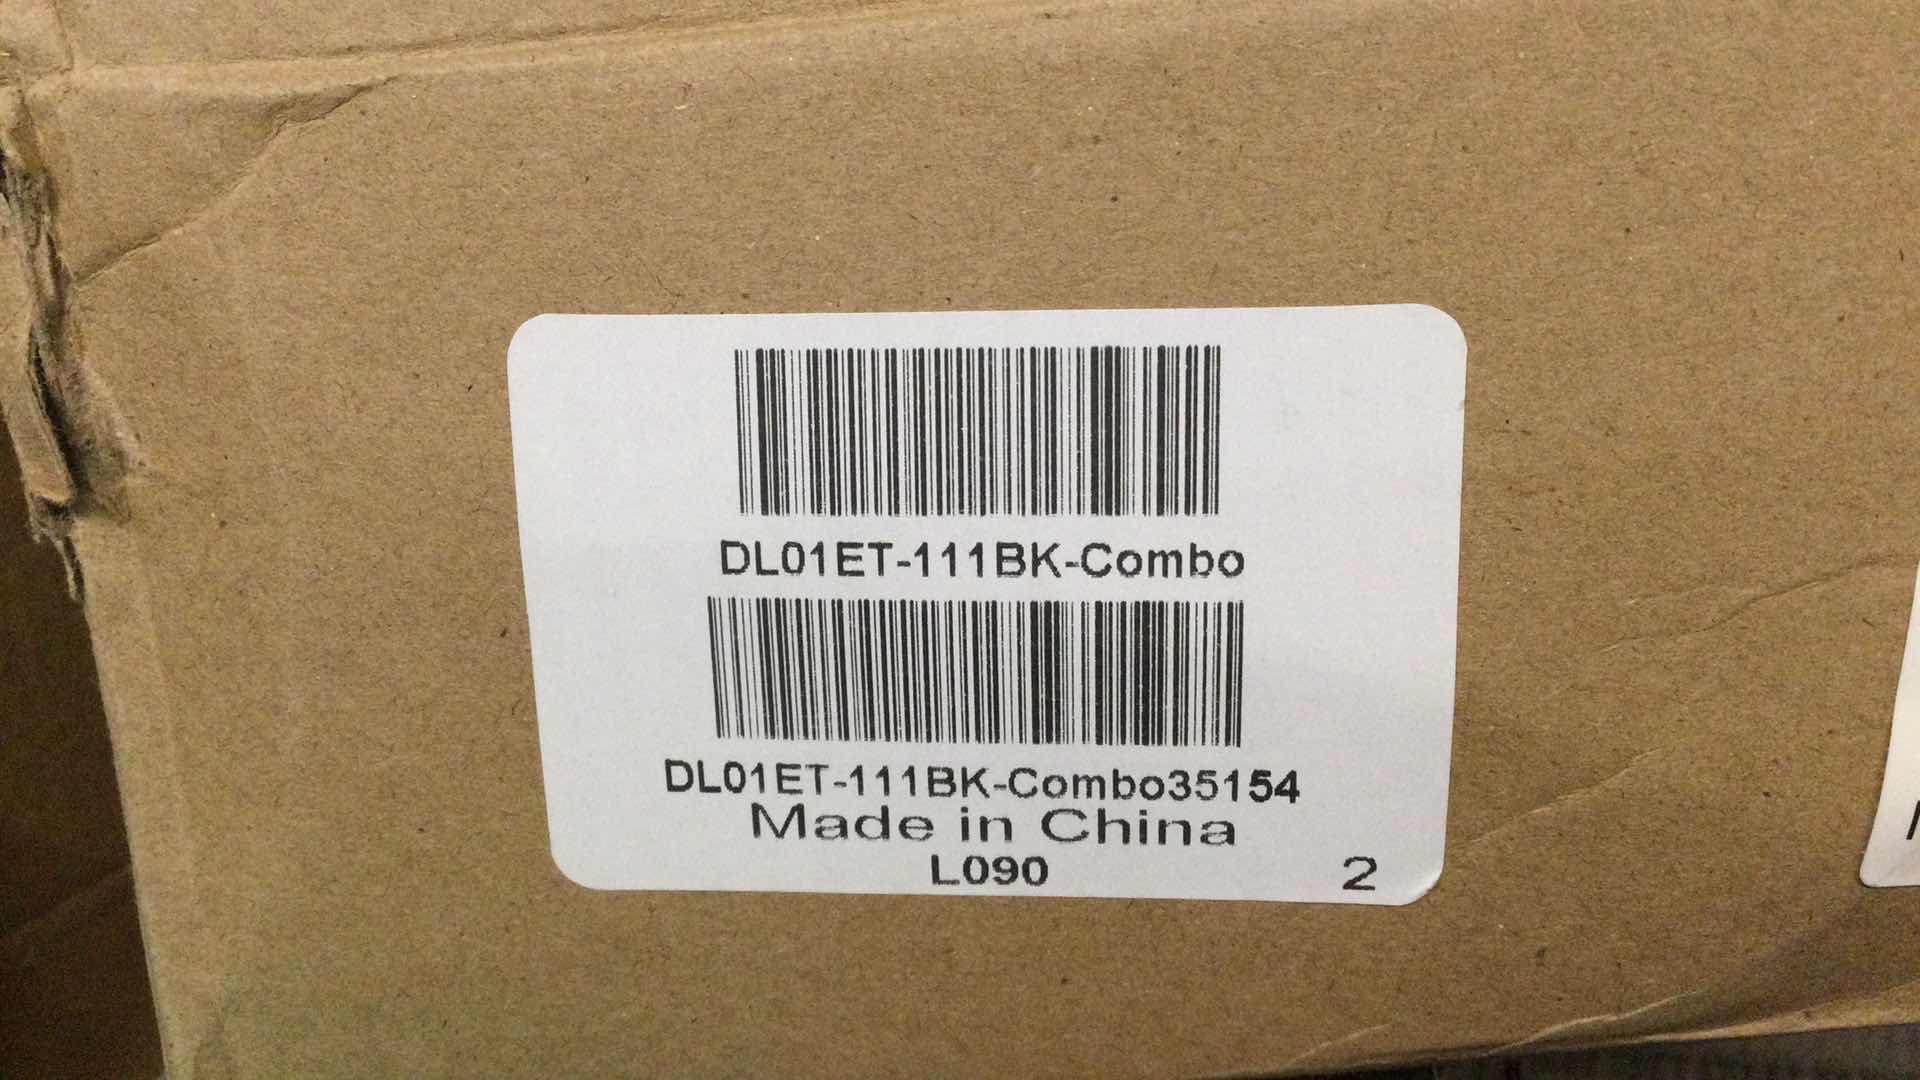 DL01ET-111BK-Combo
DL01ET-111BK-Combo35154
Made in China
L090
2